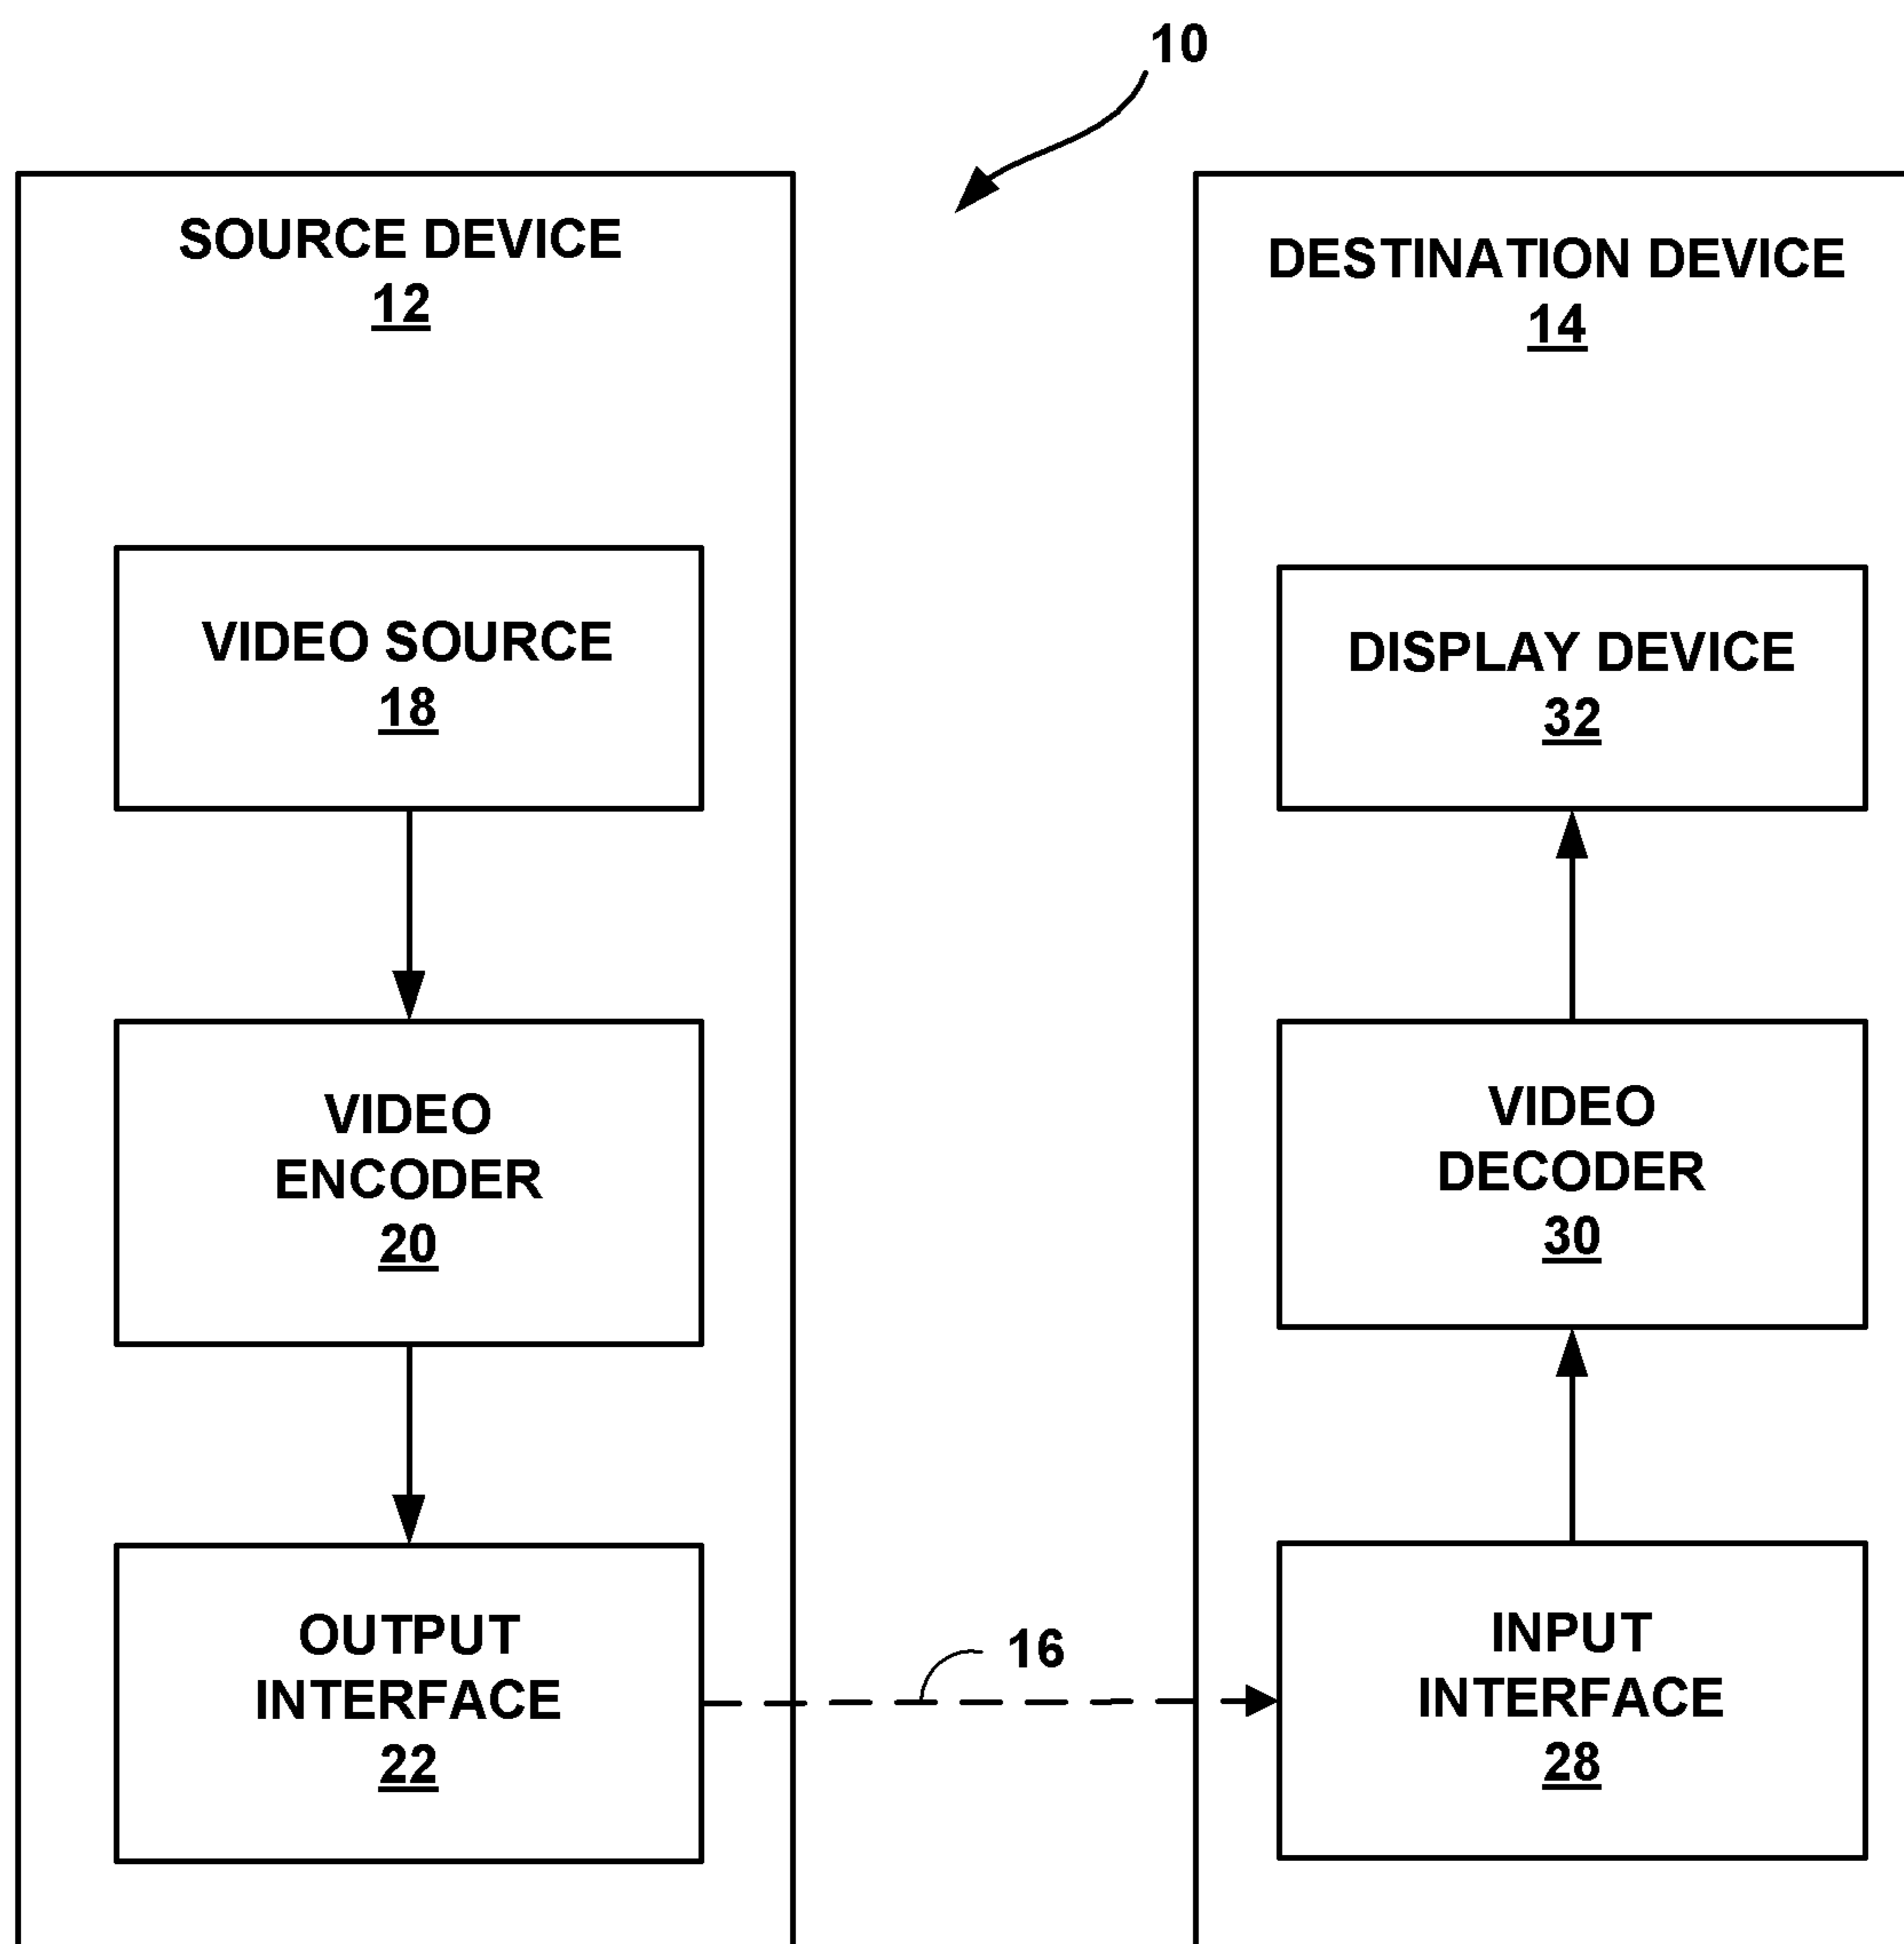 10
SOURCE DEVICE
12
VIDEO SOURCE
18
VIDEO
ENCODER
20
OUTPUT
INTERFACE
22
16
DESTINATION DEVICE
14
DISPLAY DEVICE
32
VIDEO
DECODER
30
INPUT
INTERFACE
28